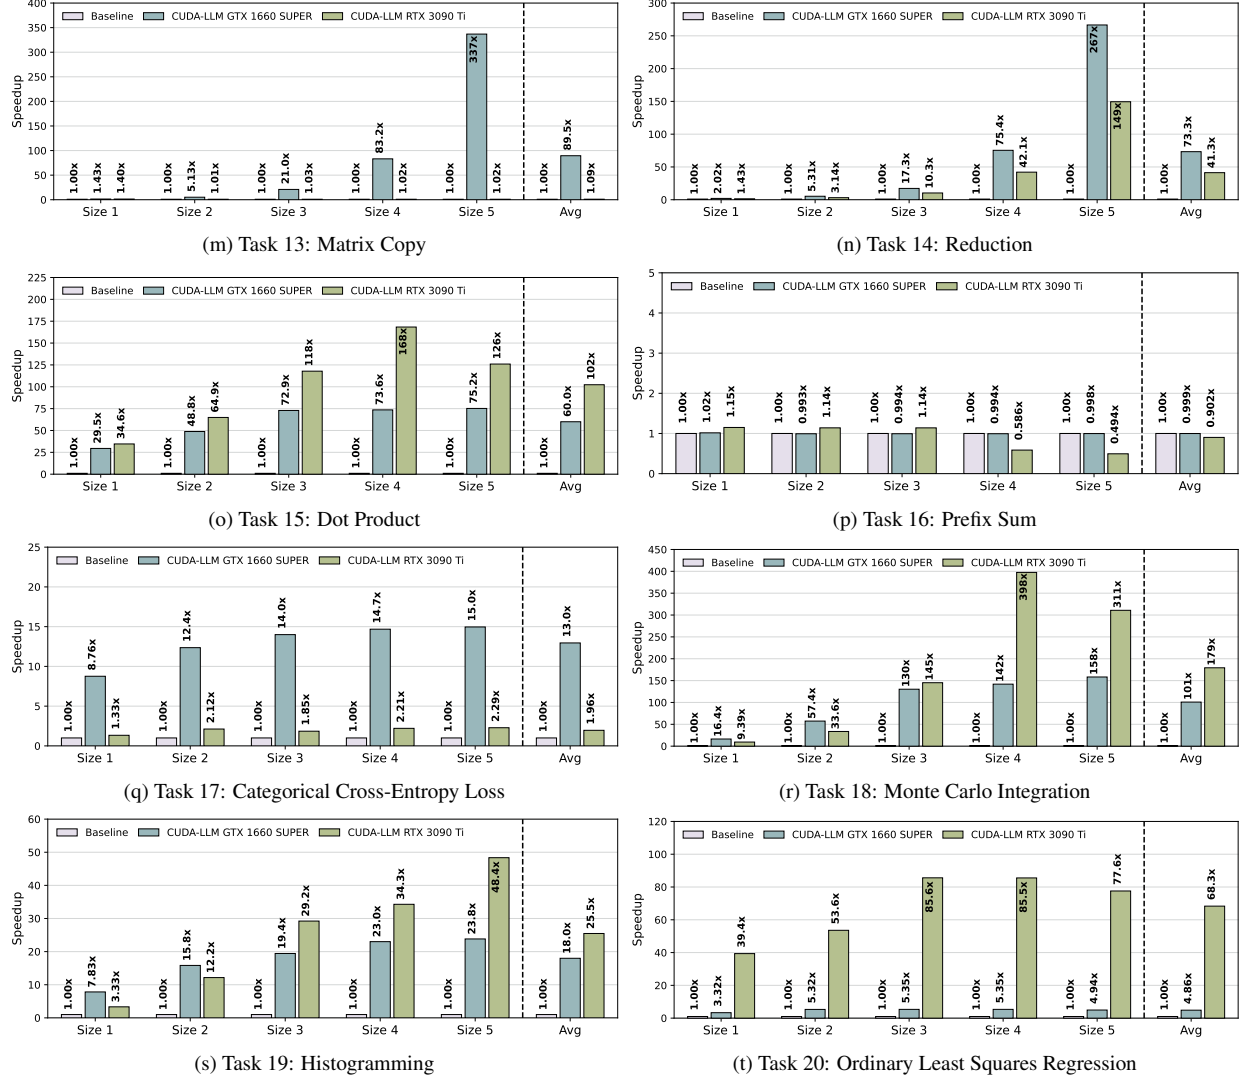 400
350
300
250
200
150
100
50
0
Speedup
Baseline CUDA-LLM GTX 1660 SUPER CUDA-LLM RTX 3090 Ti
1.00x 1.43x 1.40x 1.00x 5.13x 1.01x 1.00x 21.0x 1.03x 1.00x 83.2x 1.02x 1.00x 337x 1.02x 1.00x 89.5x 1.09x
Size 1 Size 2 Size 3 Size 4 Size 5 Avg
(m) Task 13: Matrix Copy
300
250
200
150
100
50
0
Speedup
Baseline CUDA-LLM GTX 1660 SUPER CUDA-LLM RTX 3090 Ti
1.00x 2.02x 1.43x 1.00x 5.31x 3.14x 1.00x 17.3x 10.3x 1.00x 75.4x 42.1x 1.00x 267x 149x 1.00x 73.3x 41.3x
Size 1 Size 2 Size 3 Size 4 Size 5 Avg
(n) Task 14: Reduction
225
200
175
150
125
100
75
50
25
0
Speedup
Baseline CUDA-LLM GTX 1660 SUPER CUDA-LLM RTX 3090 Ti
1.00x 29.5x 34.6x 1.00x 48.8x 64.9x 1.00x 72.9x 118x 1.00x 73.6x 168x 1.00x 75.2x 126x 1.00x 60.0x 102x
Size 1 Size 2 Size 3 Size 4 Size 5 Avg
(o) Task 15: Dot Product
5
4
3
2
1
0
Speedup
Baseline CUDA-LLM GTX 1660 SUPER CUDA-LLM RTX 3090 Ti
1.00x 1.02x 1.15x 1.00x 0.993x 1.14x 1.00x 0.994x 1.14x 1.00x 0.994x 0.586x 1.00x 0.998x 0.494x 1.00x 0.999x 0.902x
Size 1 Size 2 Size 3 Size 4 Size 5 Avg
(p) Task 16: Prefix Sum
25
20
15
10
5
0
Speedup
Baseline CUDA-LLM GTX 1660 SUPER CUDA-LLM RTX 3090 Ti
1.00x 8.76x 1.33x 1.00x 12.4x 2.12x 1.00x 14.0x 1.85x 1.00x 14.7x 2.21x 1.00x 15.0x 2.29x 1.00x 13.0x 1.96x
Size 1 Size 2 Size 3 Size 4 Size 5 Avg
(q) Task 17: Categorical Cross-Entropy Loss
450
400
350
300
250
200
150
100
50
0
Speedup
Baseline CUDA-LLM GTX 1660 SUPER CUDA-LLM RTX 3090 Ti
1.00x 16.4x 9.39x 1.00x 57.4x 33.6x 1.00x 130x 145x 1.00x 142x 398x 1.00x 158x 311x 1.00x 101x 179x
Size 1 Size 2 Size 3 Size 4 Size 5 Avg
(r) Task 18: Monte Carlo Integration
60
50
40
30
20
10
0
Speedup
Baseline CUDA-LLM GTX 1660 SUPER CUDA-LLM RTX 3090 Ti
1.00x 7.83x 3.33x 1.00x 15.8x 12.2x 1.00x 19.4x 29.2x 1.00x 23.0x 34.3x 1.00x 23.8x 48.4x 1.00x 18.0x 25.5x
Size 1 Size 2 Size 3 Size 4 Size 5 Avg
(s) Task 19: Histogramming
120
100
80
60
40
20
0
Speedup
Baseline CUDA-LLM GTX 1660 SUPER CUDA-LLM RTX 3090 Ti
1.00x 3.32x 39.4x 1.00x 5.32x 53.6x 1.00x 5.35x 85.6x 1.00x 5.35x 85.5x 1.00x 4.94x 77.6x 1.00x 4.86x 68.3x
Size 1 Size 2 Size 3 Size 4 Size 5 Avg
(t) Task 20: Ordinary Least Squares Regression